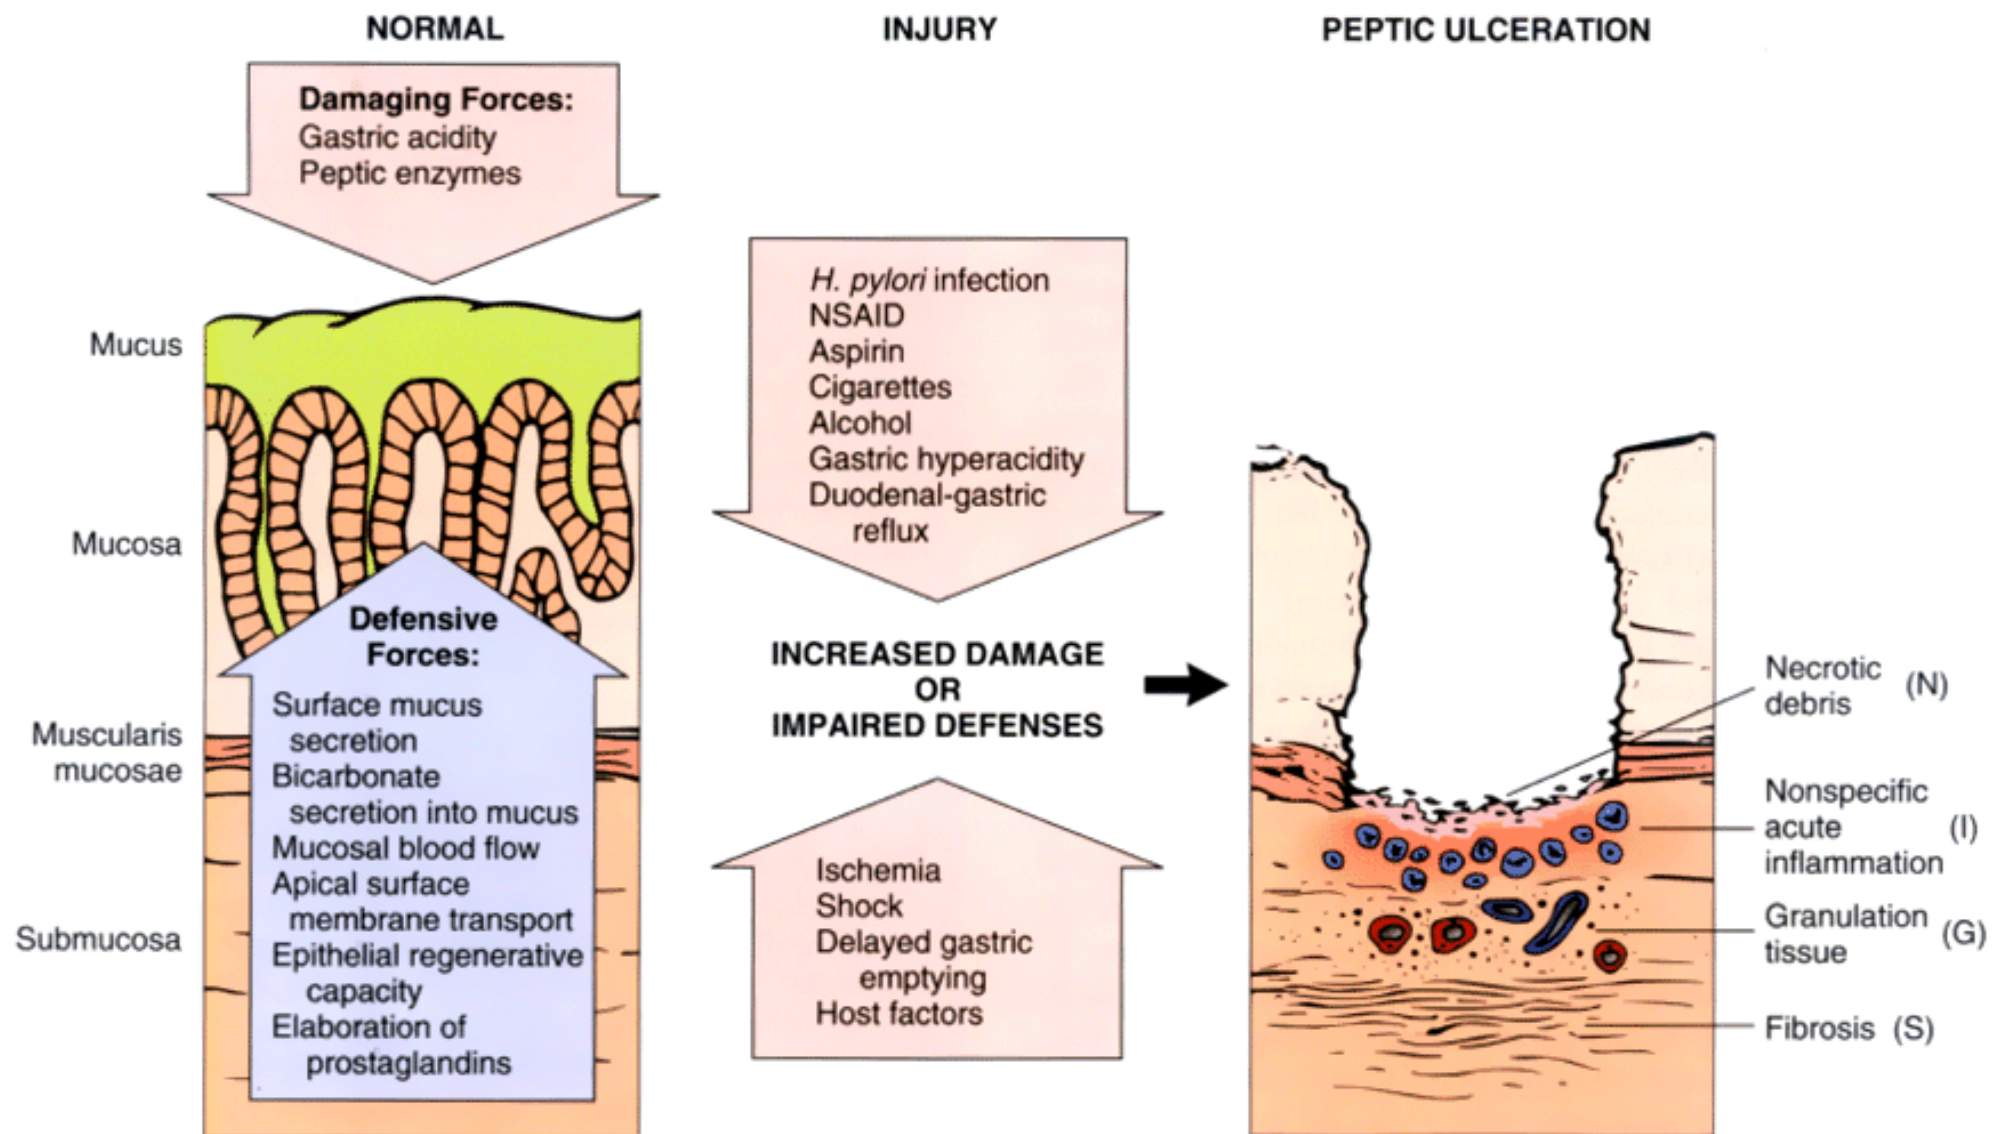 NORMAL
INJURY
PEPTIC ULCERATION
Damaging Forces:
Gastric acidity
Peptic enzymes
Mucus
Mucosa
Muscularis
mucosae
Submucosa
Defensive
Forces:
Surface mucus
secretion
Bicarbonate
secretion into mucus
Mucosal blood flow
Apical surface
membrane transport
Epithelial regenerative
capacity
Elaboration of
prostaglandins
H. pylori infection
NSAID
Aspirin
Cigarettes
Alcohol
Gastric hyperacidity
Duodenal-gastric
reflux
INCREASED DAMAGE
OR
IMPAIRED DEFENSES
Ischemia
Shock
Delayed gastric
emptying
Host factors
Necrotic
debris (N)
Nonspecific
acute (I)
inflammation
Granulation
tissue (G)
Fibrosis (S)